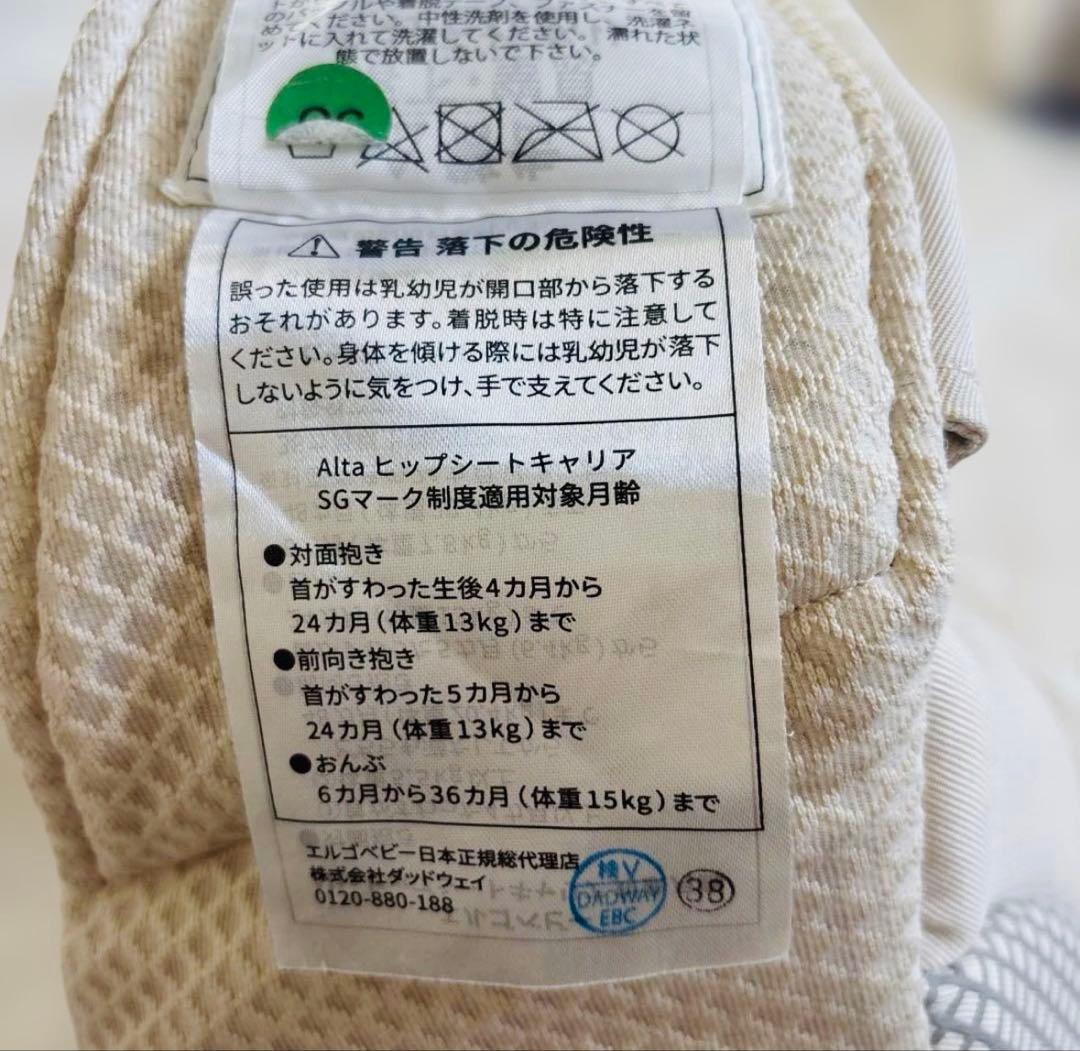 のバ ください。中性洗剤を使用し、洗濯ネ
ットに入れて洗濯してください。濡れた状
態で放置しないで下さい。
警告 落下の危険性
誤った使用は乳幼児が開口部から落下する
おそれがあります。着脱時は特に注意して
ください。身体を傾ける際には乳幼児が落下
しないように気をつけ、手で支えてください。
Alta ヒップシートキャリア
SGマーク制度適用対象月齢
●対面抱き
首がすわった生後4カ月から
24カ月(体重13kg)まで
●前向き抱き
首がすわった5カ月から
24カ月(体重13kg)まで
●おんぶ
6カ月から36カ月(体重15kg)まで
エルゴベビー日本正規総代理店
株式会社ダッドウェイ
0120-880-188
検V
DADWAY
EBC
38